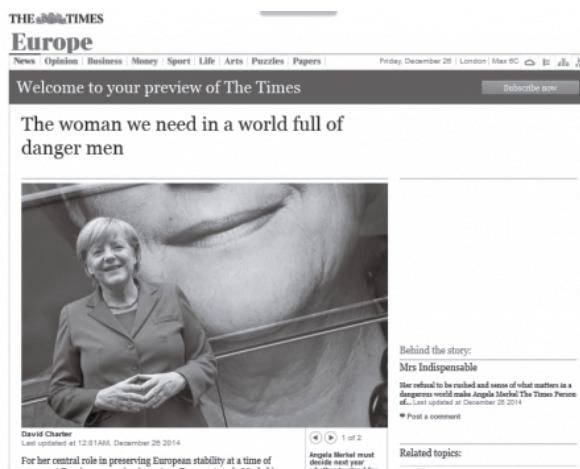 THE TIMES
Europe
News Opinion Business Money Sport Life Arts Puzzles Papers
Friday, December 26 London Max 6C
Welcome to your preview of The Times
Subscribe now
The woman we need in a world full of
danger men
Behind the story:
Mrs Indispensable
Her refusal to be rushed and sense of what matters in a
dangerous world make Angela Merkel The Times Person
of... Last updated at December 26 2014
Post a comment
David Charter
Last updated at 12:01AM, December 26 2014
1 of 2
For her central role in preserving European stability at a time of
Angela Merkel must
decide next year
Related topics: